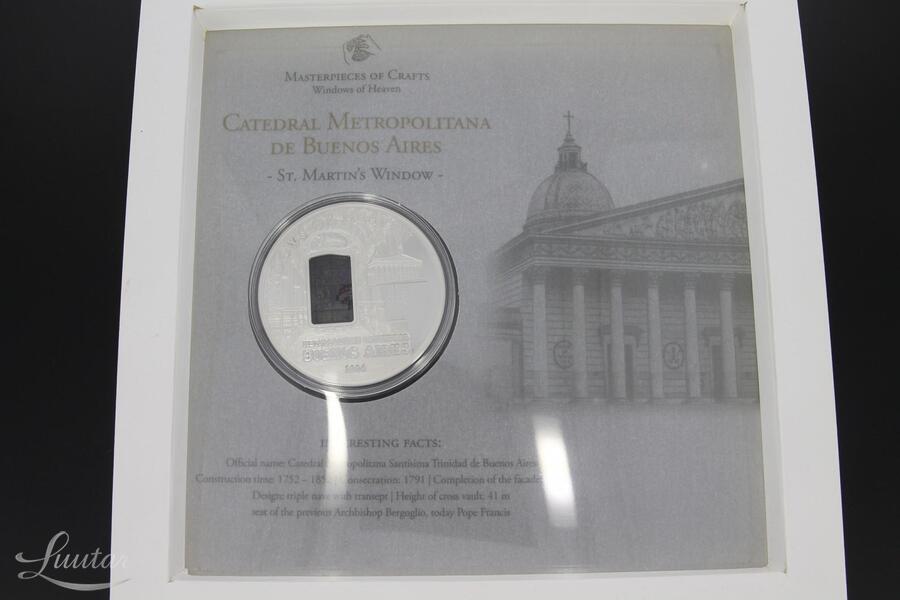 MASTERPIECES OF CRAFTS
Windows of Heaven
CATEDRAL METROPOLITANA
DE BUENOS AIRES
- ST. MARTIN'S WINDOW -
BUENOS AIRES
FACTS:
Official name: Catedral Metropolitana Santísima Trinidad de Buenos Aires
Construction time: 1752 – Consecration: 1791 | Completion of the facade:
Design: triple nave with transept | Height of cross vault: 41 m
seat of the previous Archbishop Bergoglio, today Pope Francis
Luutar